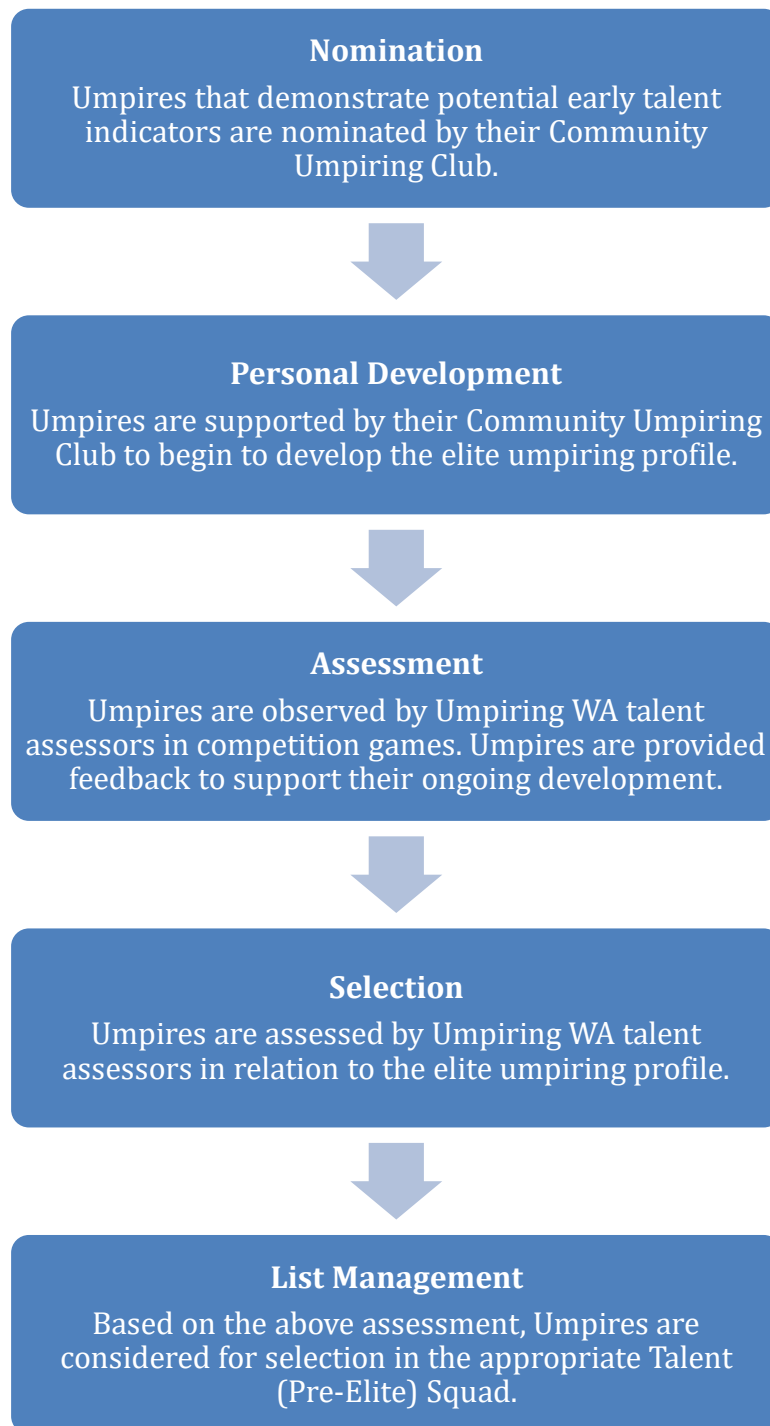 Nomination
Umpires that demonstrate potential early talent
indicators are nominated by their Community
Umpiring Club.
Personal Development
Umpires are supported by their Community Umpiring
Club to begin to develop the elite umpiring profile.
Assessment
Umpires are observed by Umpiring WA talent
assessors in competition games. Umpires are provided
feedback to support their ongoing development.
Selection
Umpires are assessed by Umpiring WA talent
assessors in relation to the elite umpiring profile.
List Management
Based on the above assessment, Umpires are
considered for selection in the appropriate Talent
(Pre-Elite) Squad.